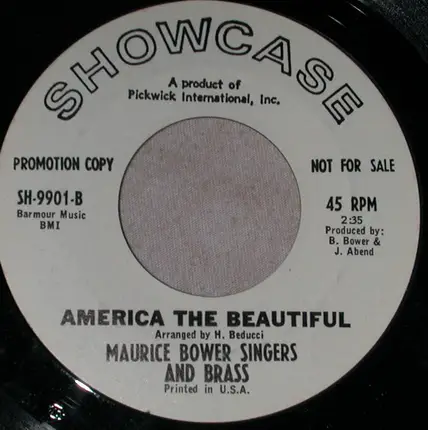 SHOWCASE
A product of
Pickwick International, Inc.
PROMOTION COPY
NOT FOR SALE
SH-9901-B
Barmour Music
BMI
45 RPM
2:35
Produced by:
B. Bower &
J. Abend
AMERICA THE BEAUTIFUL
Arranged by H. Beducci
MAURICE BOWER SINGERS
AND BRASS
Printed in U.S.A.